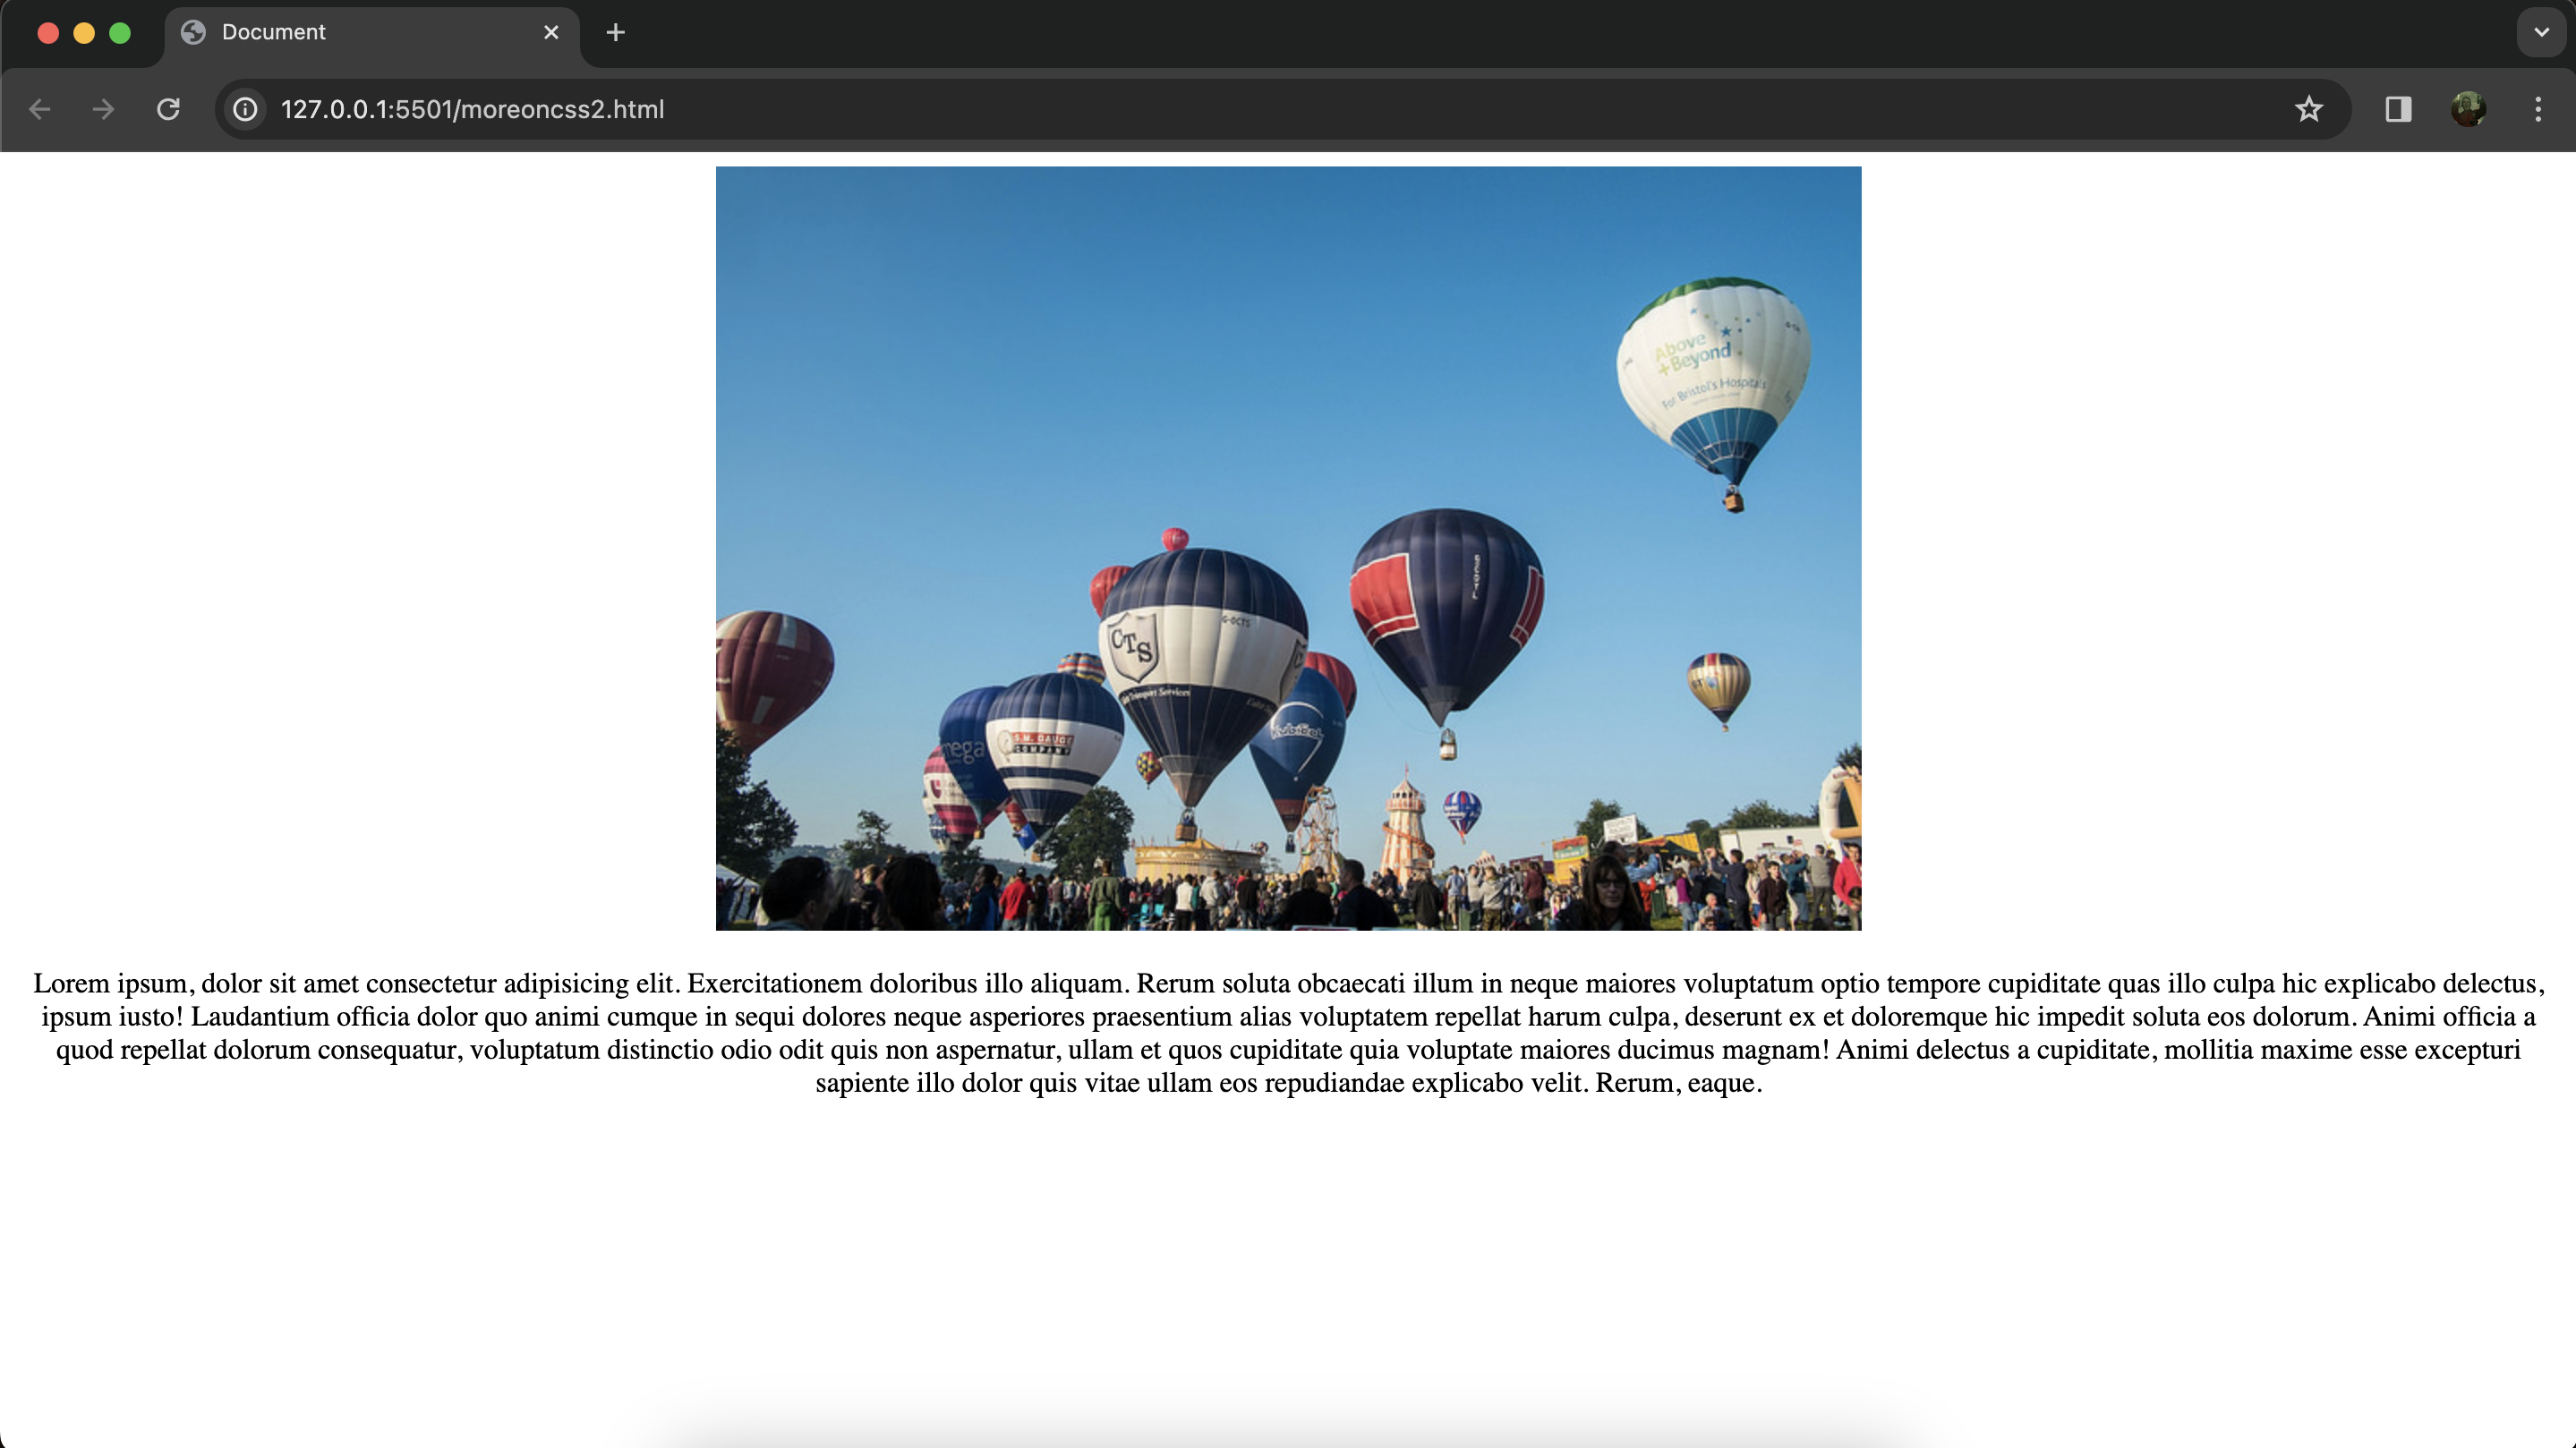 Document
127.0.0.1:5501/moreoncss2.html
Above
+Beyond
For Bristol's Hospitals
G-OCTS
CTS
Transport Services
S.M. GAUGE
COMPANY
Lorem ipsum, dolor sit amet consectetur adipisicing elit. Exercitationem doloribus illo aliquam. Rerum soluta obcaecati illum in neque maiores voluptatum optio tempore cupiditate quas illo culpa hic explicabo delectus,
ipsum iusto! Laudantium officia dolor quo animi cumque in sequi dolores neque asperiores praesentium alias voluptatem repellat harum culpa, deserunt ex et doloremque hic impedit soluta eos dolorum. Animi officia a
quod repellat dolorum consequatur, voluptatum distinctio odio odit quis non aspernatur, ullam et quos cupiditate quia voluptate maiores ducimus magnam! Animi delectus a cupiditate, mollitia maxime esse excepturi
sapiente illo dolor quis vitae ullam eos repudiandae explicabo velit. Rerum, eaque.